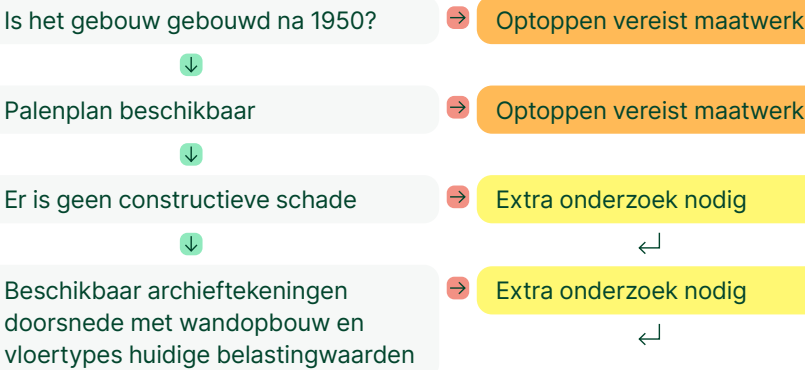 Is het gebouw gebouwd na 1950?
Optoppen vereist maatwerk
Palenplan beschikbaar
Optoppen vereist maatwerk
Er is geen constructieve schade
Extra onderzoek nodig
Beschikbaar archieftekeningen
doorsnede met wandopbouw en
vloertypes huidige belastingwaarden
Extra onderzoek nodig